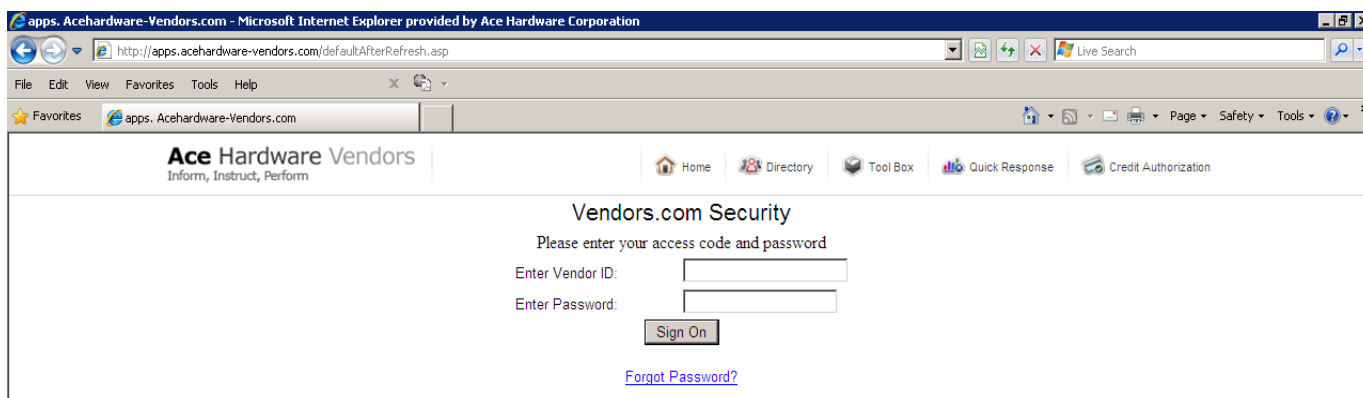 apps. Acehardware-Vendors.com - Microsoft Internet Explorer provided by Ace Hardware Corporation
http://apps.acehardware-vendors.com/defaultAfterRefresh.asp
Live Search
File Edit View Favorites Tools Help
Favorites apps. Acehardware-Vendors.com Page Safety Tools
Ace Hardware Vendors
Inform, Instruct, Perform
Home Directory Tool Box Quick Response Credit Authorization
Vendors.com Security
Please enter your access code and password
Enter Vendor ID:
Enter Password:
Sign On
Forgot Password?